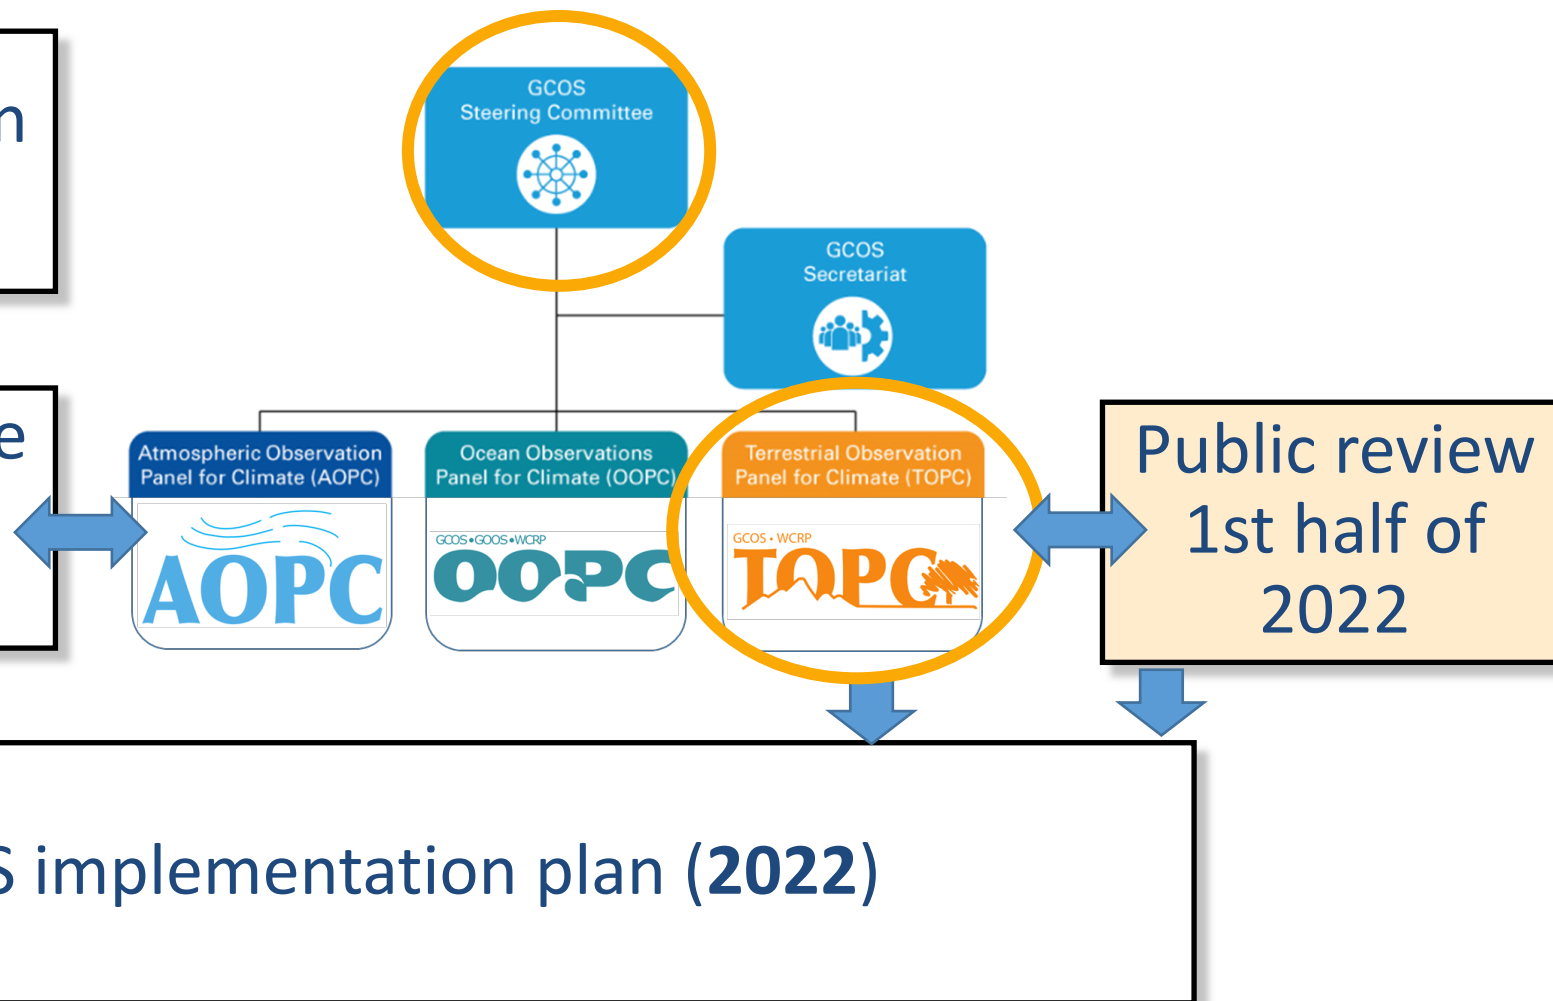 GCOS
Steering Committee
GCOS
Secretariat
Atmospheric Observation
Panel for Climate (AOPC)
AOPC
Ocean Observations
Panel for Climate (OOPC)
GCOS•GOOS•WCRP
OOPC
Terrestrial Observation
Panel for Climate (TOPC)
GCOS • WCRP
TOPC
Public review
1st half of
2022
S implementation plan (2022)